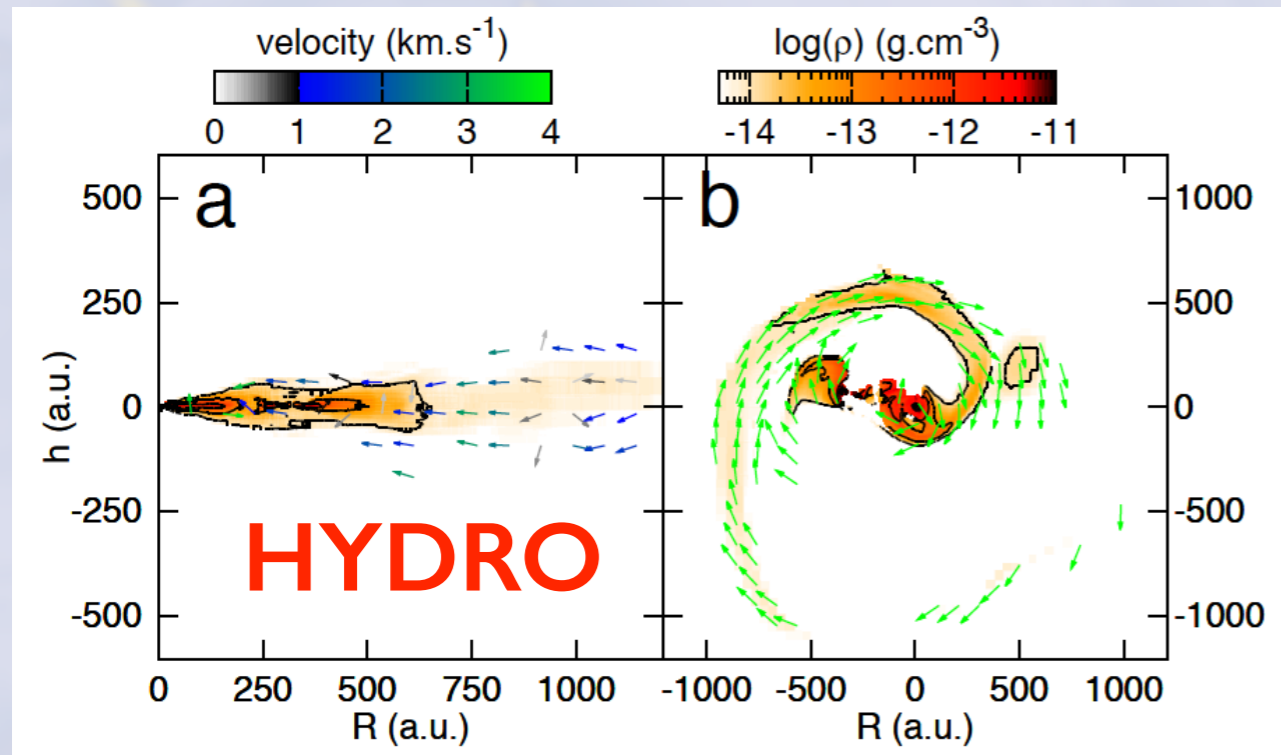 velocity (km.s⁻¹) log(ρ) (g.cm⁻³)
0 1 2 3 4 -14 -13 -12 -11
a b
500 1000
250 500
h (a.u.) 0 0
-250 -500
HYDRO
-500 -1000
0 250 500 750 1000 -1000 -500 0 500 1000
R (a.u.) R (a.u.)